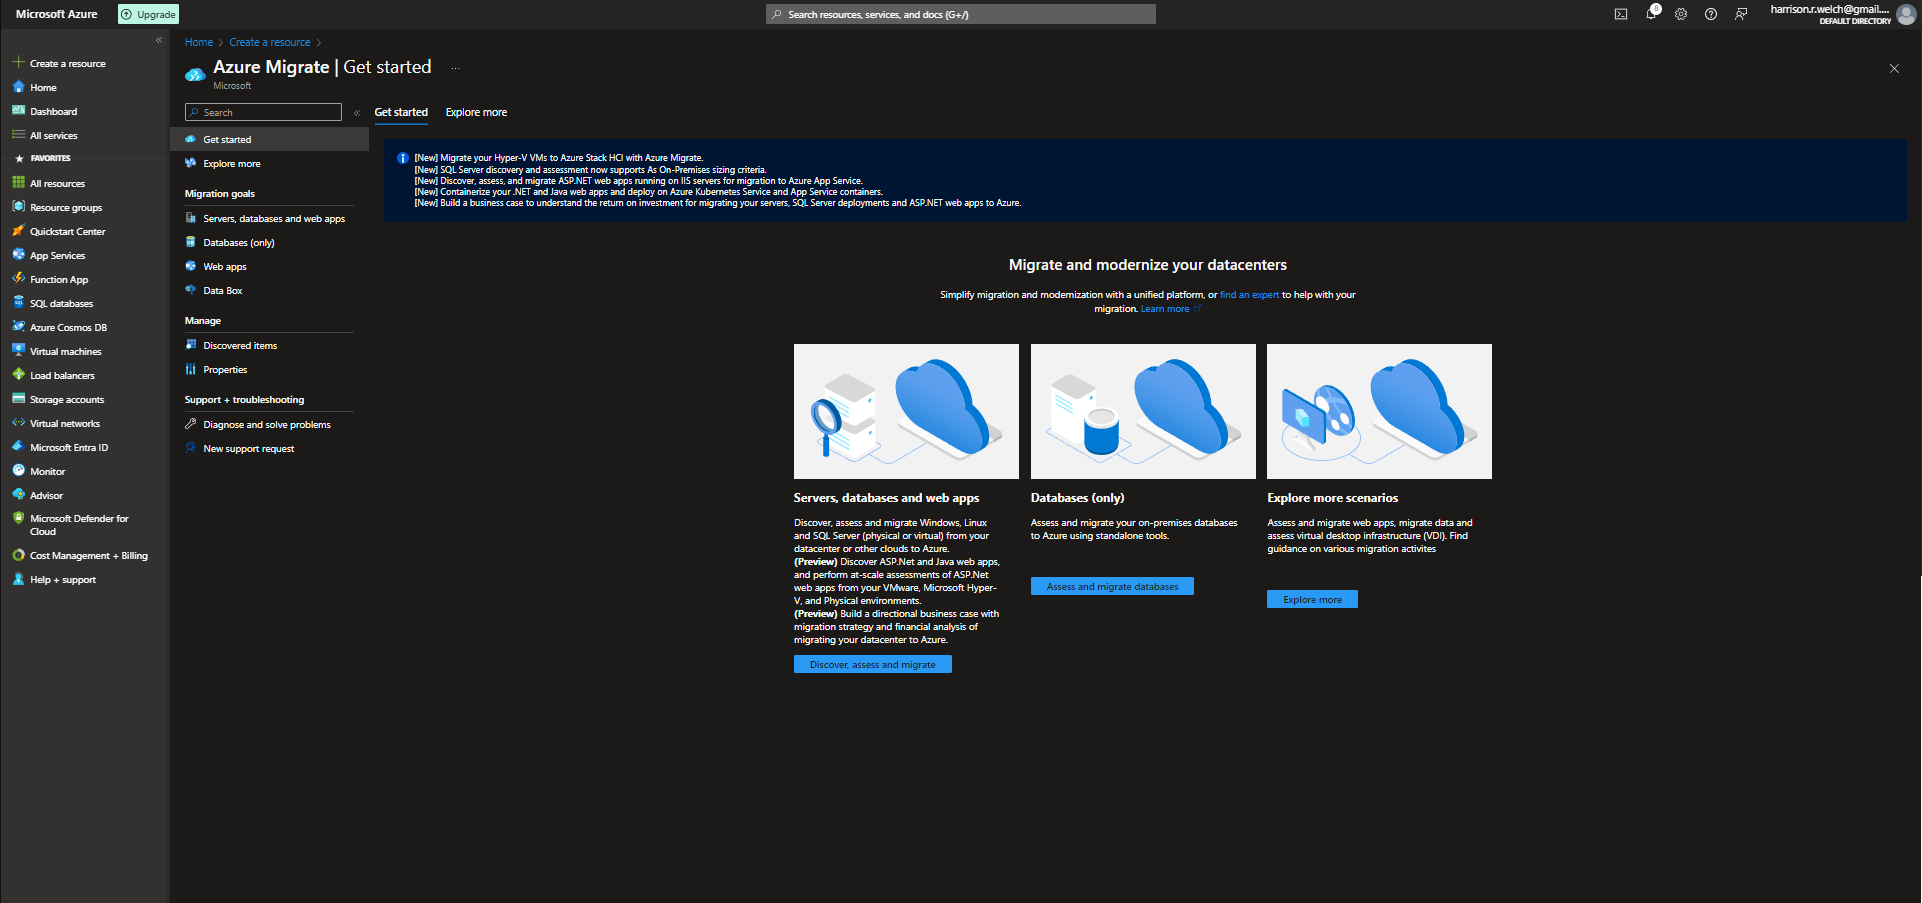 Microsoft Azure
Upgrade
Search resources, services, and docs (G+/)
8
harrison.r.welch@gmail....
DEFAULT DIRECTORY
Create a resource
Home
Dashboard
All services
FAVORITES
All resources
Resource groups
Quickstart Center
App Services
Function App
SQL databases
Azure Cosmos DB
Virtual machines
Load balancers
Storage accounts
Virtual networks
Microsoft Entra ID
Monitor
Advisor
Microsoft Defender for
Cloud
Cost Management + Billing
Help + support
Home > Create a resource >
Azure Migrate | Get started ...
Microsoft
Search
Get started
Explore more
Migration goals
Servers, databases and web apps
Databases (only)
Web apps
Data Box
Manage
Discovered items
Properties
Support + troubleshooting
Diagnose and solve problems
New support request
Get started Explore more
[New] Migrate your Hyper-V VMs to Azure Stack HCI with Azure Migrate.
[New] SQL Server discovery and assessment now supports As On-Premises sizing criteria.
[New] Discover, assess, and migrate ASP.NET web apps running on IIS servers for migration to Azure App Service.
[New] Containerize your .NET and Java web apps and deploy on Azure Kubernetes Service and App Service containers.
[New] Build a business case to understand the return on investment for migrating your servers, SQL Server deployments and ASP.NET web apps to Azure.
Migrate and modernize your datacenters
Simplify migration and modernization with a unified platform, or find an expert to help with your
migration. Learn more
Servers, databases and web apps
Discover, assess and migrate Windows, Linux
and SQL Server (physical or virtual) from your
datacenter or other clouds to Azure.
(Preview) Discover ASP.Net and Java web apps,
and perform at-scale assessments of ASP.Net
web apps from your VMware, Microsoft Hyper-
V, and Physical environments.
(Preview) Build a directional business case with
migration strategy and financial analysis of
migrating your datacenter to Azure.
Discover, assess and migrate
Databases (only)
Assess and migrate your on-premises databases
to Azure using standalone tools.
Assess and migrate databases
Explore more scenarios
Assess and migrate web apps, migrate data and
assess virtual desktop infrastructure (VDI). Find
guidance on various migration activites
Explore more